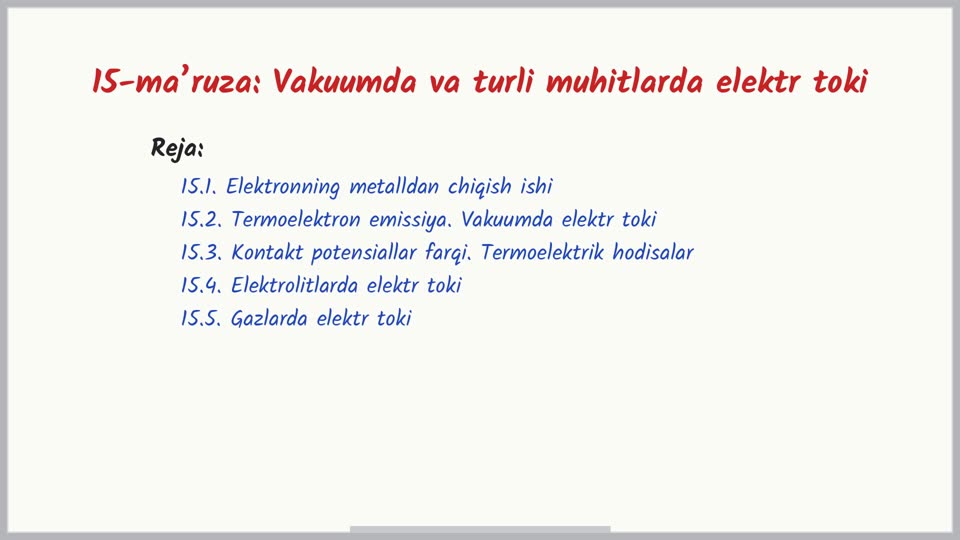 15-ma’ruza: Vakuumda va turli muhitlarda elektr toki
Reja:
15.1. Elektronning metalldan chiqish ishi
15.2. Termoelektron emissiya. Vakuumda elektr toki
15.3. Kontakt potensiallar farqi. Termoelektrik hodisalar
15.4. Elektrolitlarda elektr toki
15.5. Gazlarda elektr toki